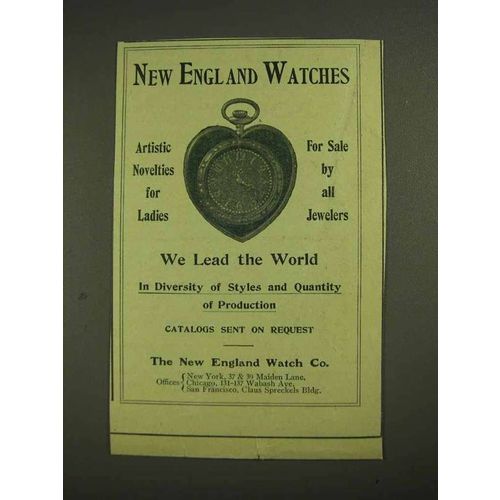 NEW ENGLAND WATCHES
Artistic
Novelties
for
Ladies
For Sale
by
all
Jewelers
We Lead the World
In Diversity of Styles and Quantity
of Production
CATALOGS SENT ON REQUEST
The New England Watch Co.
Offices
New York, 37 & 39 Maiden Lane,
Chicago, 131-137 Wabash Ave.
San Francisco, Claus Spreckels Bldg.